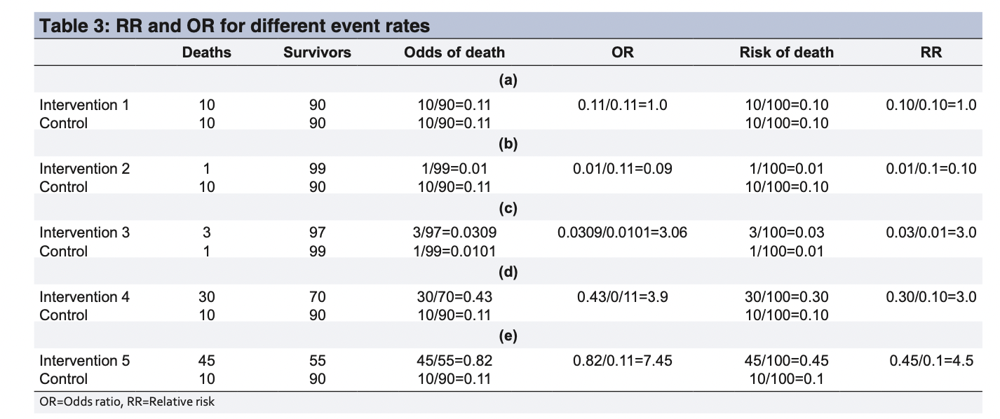 Table 3: RR and OR for different event rates
Deaths Survivors Odds of death OR Risk of death RR
(a)
Intervention 1 10 90 10/90=0.11 0.11/0.11=1.0 10/100=0.10 0.10/0.10=1.0
Control 10 90 10/90=0.11 10/100=0.10
(b)
Intervention 2 1 99 1/99=0.01 0.01/0.11=0.09 1/100=0.01 0.01/0.1=0.10
Control 10 90 10/90=0.11 10/100=0.10
(c)
Intervention 3 3 97 3/97=0.0309 0.0309/0.0101=3.06 3/100=0.03 0.03/0.01=3.0
Control 1 99 1/99=0.0101 1/100=0.01
(d)
Intervention 4 30 70 30/70=0.43 0.43/0/11=3.9 30/100=0.30 0.30/0.10=3.0
Control 10 90 10/90=0.11 10/100=0.10
(e)
Intervention 5 45 55 45/55=0.82 0.82/0.11=7.45 45/100=0.45 0.45/0.1=4.5
Control 10 90 10/90=0.11 10/100=0.1
OR=Odds ratio, RR=Relative risk